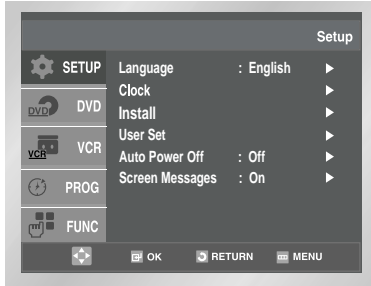 Setup
SETUP
DVD
DVD
VCR
VCR
PROG
FUNC
Language : English ►
Clock ►
Install ►
User Set ►
Auto Power Off : Off ►
Screen Messages : On ►
OK RETURN MENU